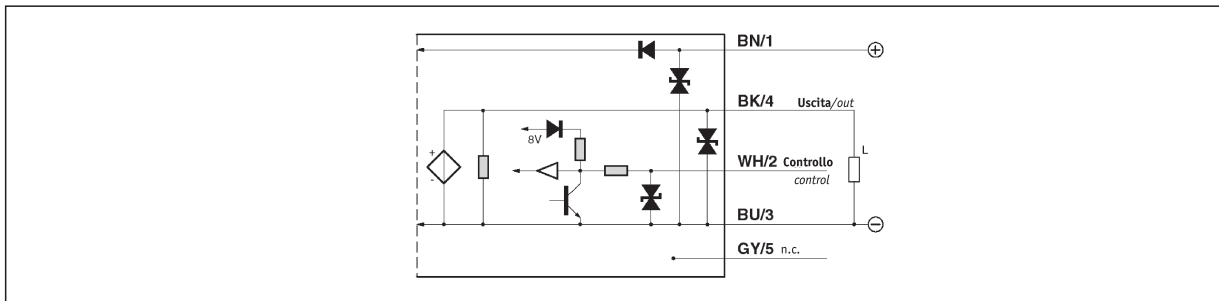 BN/1
+
BK/4 Uscita/out
8V
+
-
L
WH/2 Controllo
control
BU/3
−
GY/5 n.c.